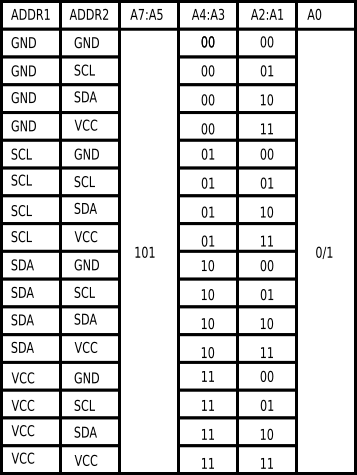 ADDR1 ADDR2 A7:A5 A4:A3 A2:A1 A0
GND GND 00 00
GND SCL 00 01
GND SDA 00 10
GND VCC 00 11
SCL GND 01 00
SCL SCL 01 01
SCL SDA 01 10
SCL VCC 01 11
101 0/1
SDA GND 10 00
SDA SCL 10 01
SDA SDA 10 10
SDA VCC 10 11
VCC GND 11 00
VCC SCL 11 01
VCC SDA 11 10
VCC VCC 11 11